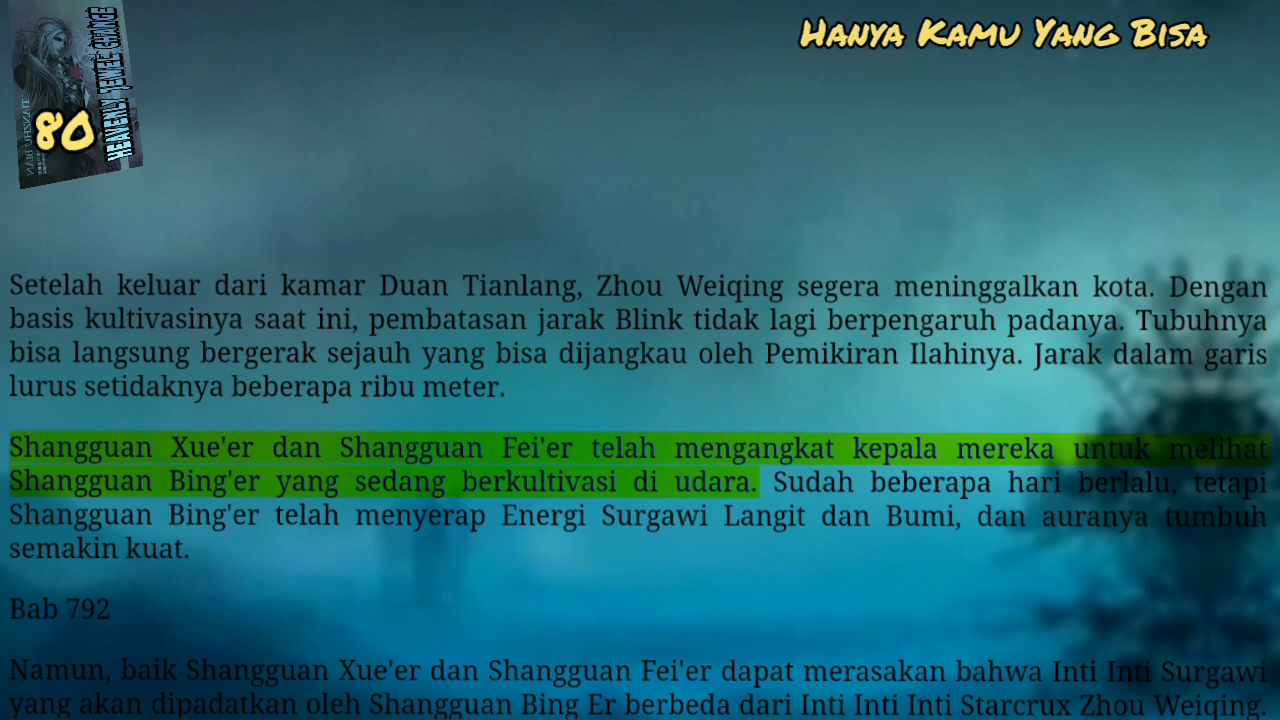 Hanya Kamu Yang Bisa
HEAVENLY JEWEL CHANGE
80
Setelah keluar dari kamar Duan Tianlang, Zhou Weiqing segera meninggalkan kota. Dengan
basis kultivasinya saat ini, pembatasan jarak Blink tidak lagi berpengaruh padanya. Tubuhnya
bisa langsung bergerak sejauh yang bisa dijangkau oleh Pemikiran Ilahinya. Jarak dalam garis
lurus setidaknya beberapa ribu meter.
Shangguan Xue'er dan Shangguan Fei'er telah mengangkat kepala mereka untuk melihat
Shangguan Bing'er yang sedang berkultivasi di udara. Sudah beberapa hari berlalu, tetapi
Shangguan Bing'er telah menyerap Energi Surgawi Langit dan Bumi, dan auranya tumbuh
semakin kuat.
Bab 792
Namun, baik Shangguan Xue'er dan Shangguan Fei'er dapat merasakan bahwa Inti Inti Surgawi
yang akan dipadatkan oleh Shangguan Bing Er berbeda dari Inti Inti Inti Starcrux Zhou Weiqing.